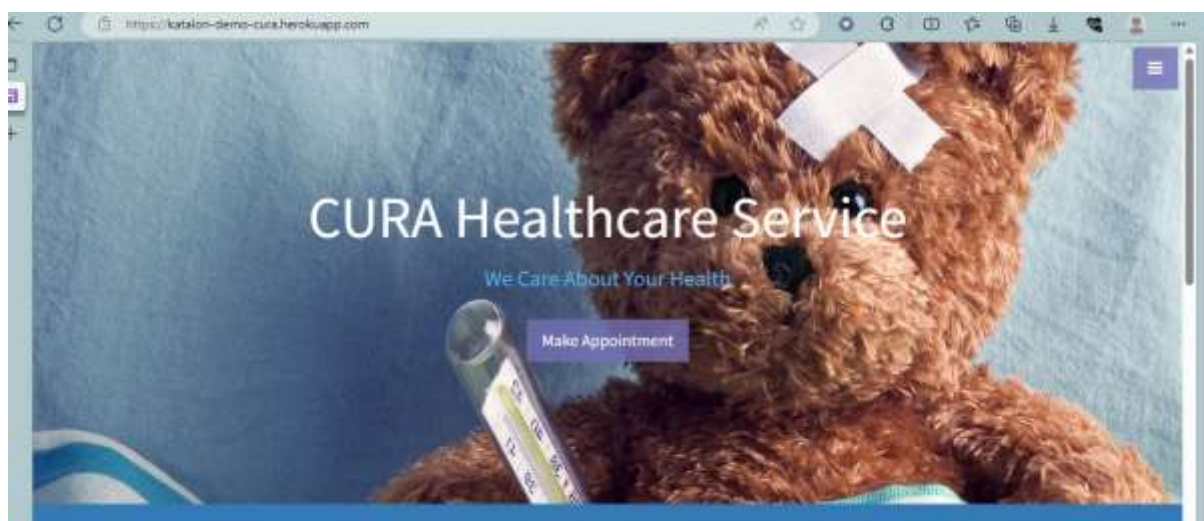 https://katalon-demo-cura.herokuapp.com
CURA Healthcare Service
We Care About Your Health
Make Appointment